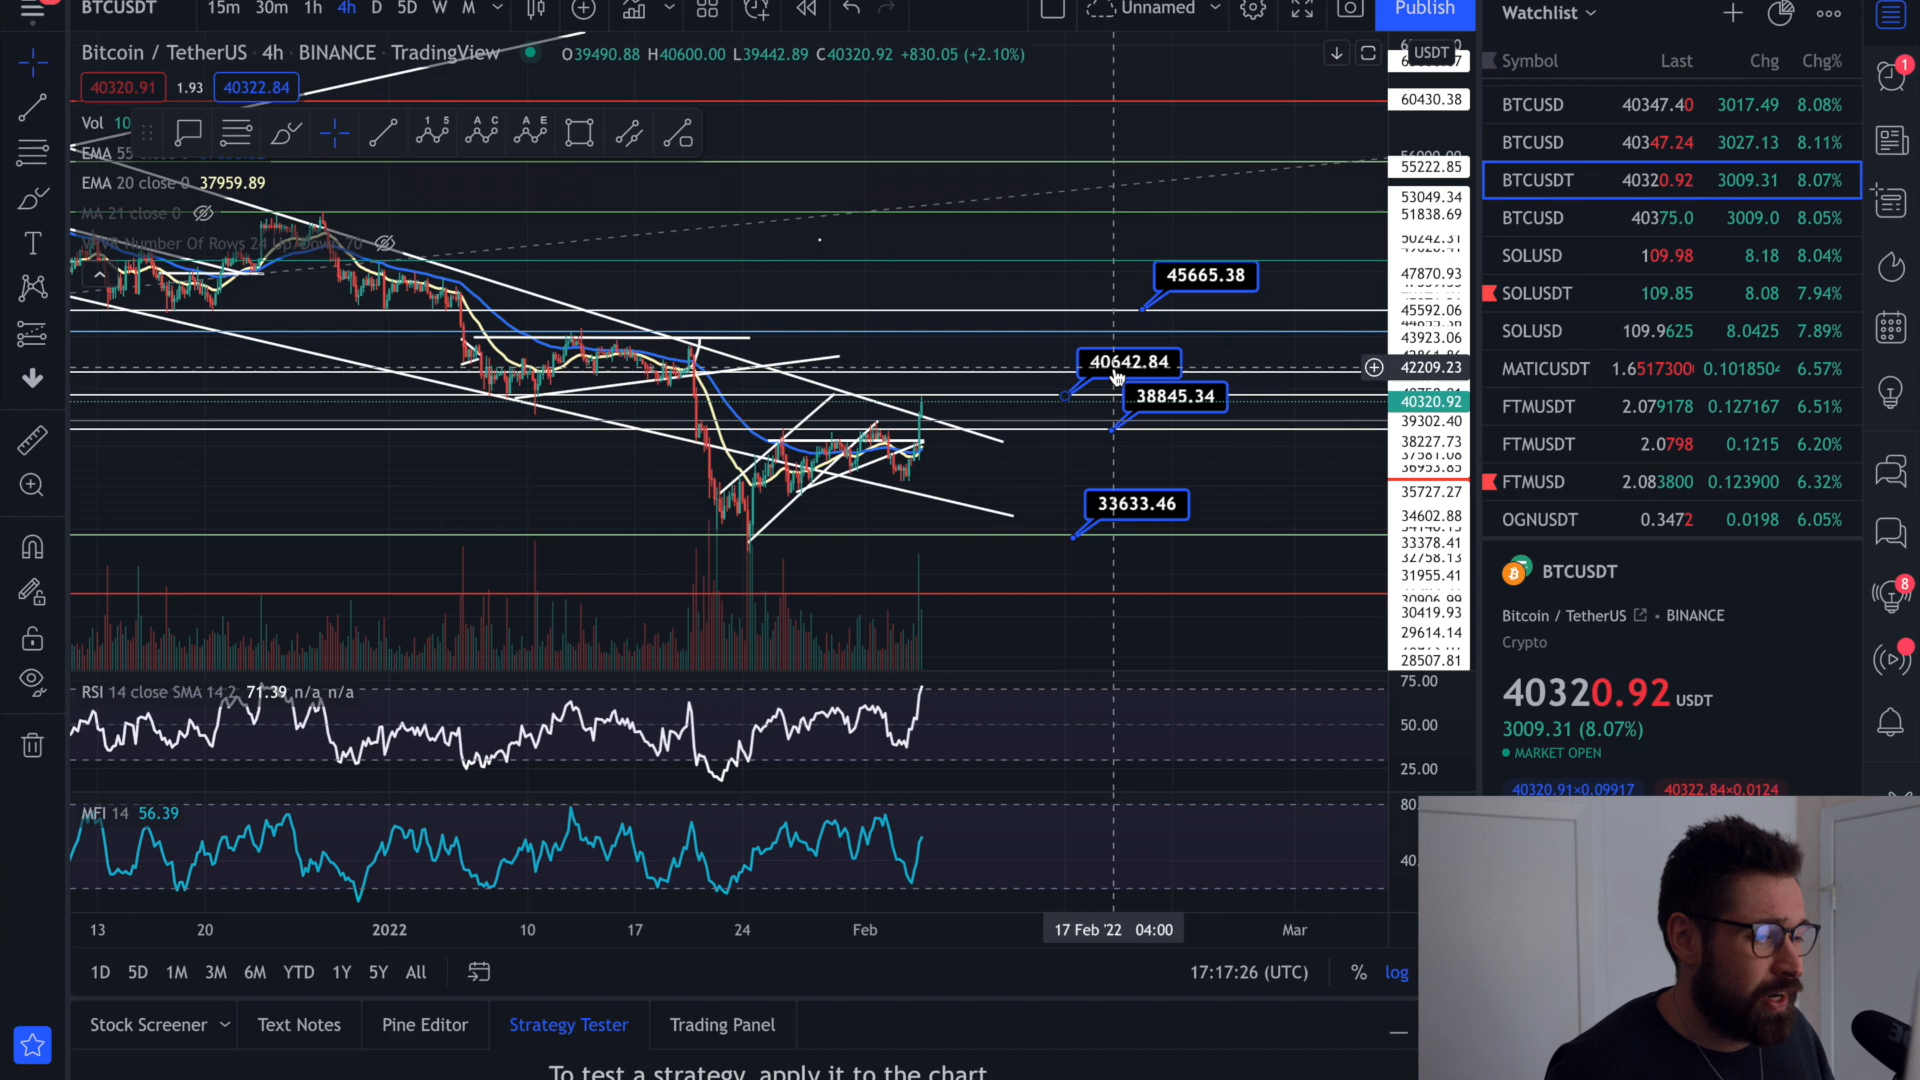 BTCUSDT 15m 30m 1h 4h D 5D W M Unnamed Publish
Bitcoin / TetherUS · 4h · BINANCE · TradingView O39490.88 H40600.00 L39442.89 C40320.92 +830.05 (+2.10%)
40320.91 1.93 40322.84
Vol 10
EMA 55 close 0
EMA 20 close 0 37959.89
MA 21 close 0
VPVR Number Of Rows 24 Up/Down 70
USDT
60430.38
55222.85
53049.34
51838.69
47870.93
45592.06
43923.06
42209.23
40320.92
39302.40
38227.73
36953.85
35727.27
34602.88
33378.41
32758.13
31955.41
30906.99
30419.93
29614.14
28507.81
45665.38
40642.84
38845.34
33633.46
RSI 14 close SMA 14 2 71.39 n/a n/a
75.00
50.00
25.00
MFI 14 56.39
80.
40.
13 20 2022 10 17 24 Feb 17 Feb '22 04:00 Mar
1D 5D 1M 3M 6M YTD 1Y 5Y All 17:17:26 (UTC) % log
Stock Screener Text Notes Pine Editor Strategy Tester Trading Panel
To test a strategy, apply it to the chart
Watchlist
Symbol Last Chg Chg%
BTCUSD 40347.40 3017.49 8.08%
BTCUSD 40347.24 3027.13 8.11%
BTCUSDT 40320.92 3009.31 8.07%
BTCUSD 40375.0 3009.0 8.05%
SOLUSD 109.98 8.18 8.04%
SOLUSDT 109.85 8.08 7.94%
SOLUSD 109.9625 8.0425 7.89%
MATICUSDT 1.65173000 0.101850 6.57%
FTMUSDT 2.079178 0.127167 6.51%
FTMUSDT 2.0798 0.1215 6.20%
FTMUSD 2.083800 0.123900 6.32%
OGNUSDT 0.3472 0.0198 6.05%
BTCUSDT
Bitcoin / TetherUS • BINANCE
Crypto
40320.92 USDT
3009.31 (8.07%)
MARKET OPEN
40320.91×0.09917 40322.84×0.0124
1
8